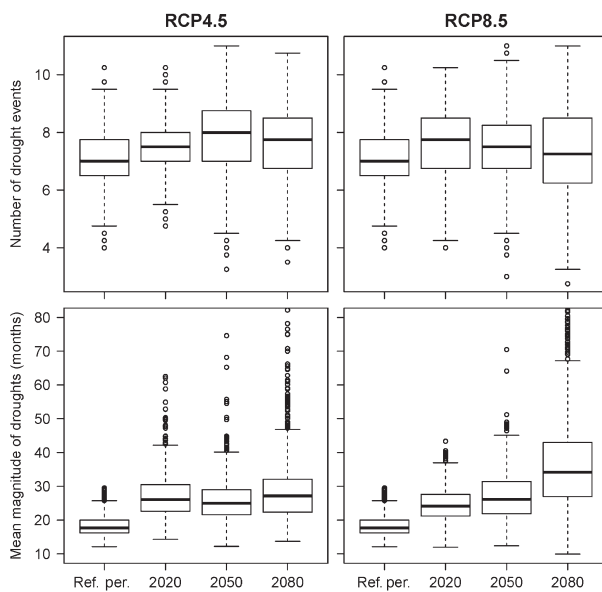 RCP4.5
RCP8.5
Number of drought events
10
8
6
4
Mean magnitude of droughts (months)
80
70
60
50
40
30
20
10
Ref. per. 2020 2050 2080
Ref. per. 2020 2050 2080